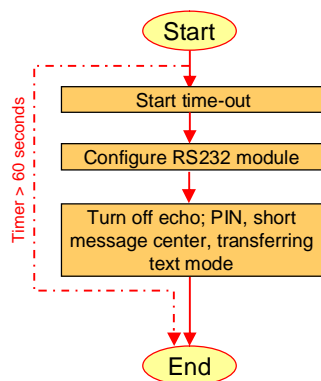 Start
Start time-out
Configure RS232 module
Turn off echo; PIN, short
message center, transferring
text mode
Timer > 60 seconds
End